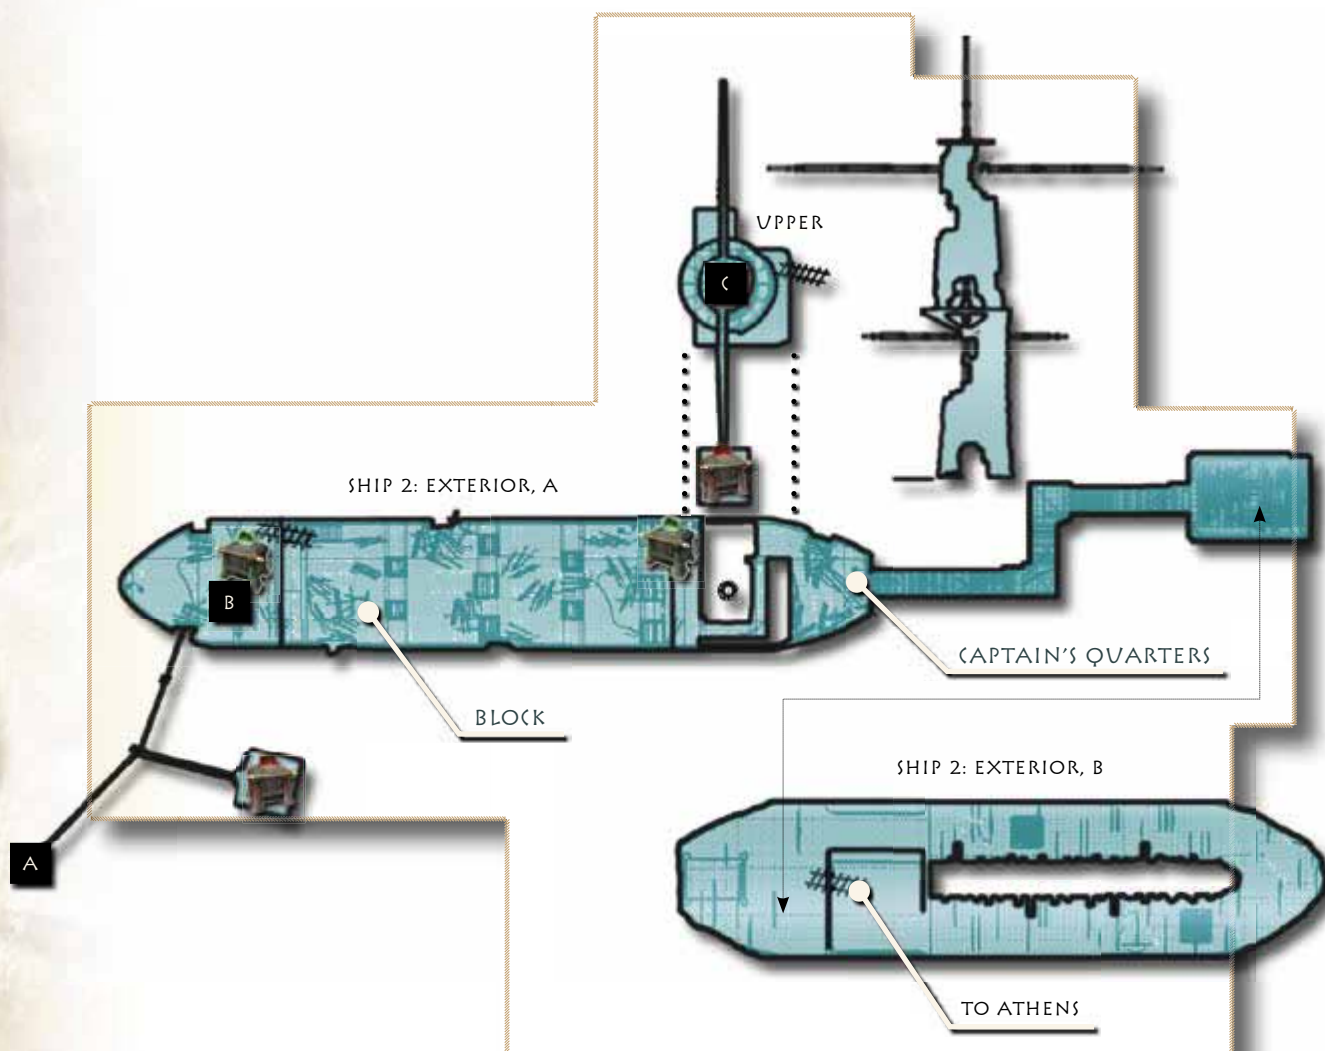 UPPER
C
SHIP 2: EXTERIOR, A
B
CAPTAIN'S QUARTERS
BLOCK
SHIP 2: EXTERIOR, B
A
TO ATHENS